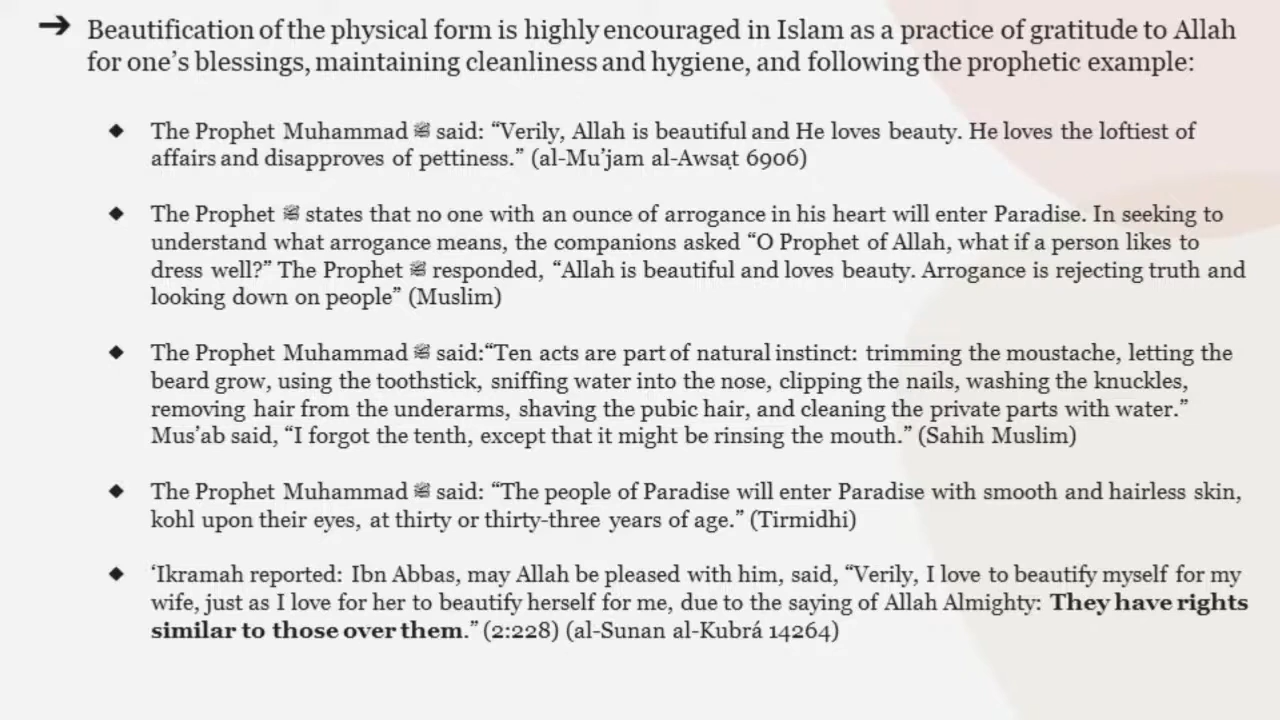 ➔ Beautification of the physical form is highly encouraged in Islam as a practice of gratitude to Allah
for one’s blessings, maintaining cleanliness and hygiene, and following the prophetic example:
◆ The Prophet Muhammad ﷺ said: “Verily, Allah is beautiful and He loves beauty. He loves the loftiest of
affairs and disapproves of pettiness.” (al-Mu’jam al-Awsaṭ 6906)
◆ The Prophet ﷺ states that no one with an ounce of arrogance in his heart will enter Paradise. In seeking to
understand what arrogance means, the companions asked “O Prophet of Allah, what if a person likes to
dress well?” The Prophet ﷺ responded, “Allah is beautiful and loves beauty. Arrogance is rejecting truth and
looking down on people” (Muslim)
◆ The Prophet Muhammad ﷺ said:“Ten acts are part of natural instinct: trimming the moustache, letting the
beard grow, using the toothstick, sniffing water into the nose, clipping the nails, washing the knuckles,
removing hair from the underarms, shaving the pubic hair, and cleaning the private parts with water.”
Mus’ab said, “I forgot the tenth, except that it might be rinsing the mouth.” (Sahih Muslim)
◆ The Prophet Muhammad ﷺ said: “The people of Paradise will enter Paradise with smooth and hairless skin,
kohl upon their eyes, at thirty or thirty-three years of age.” (Tirmidhi)
◆ ‘Ikramah reported: Ibn Abbas, may Allah be pleased with him, said, “Verily, I love to beautify myself for my
wife, just as I love for her to beautify herself for me, due to the saying of Allah Almighty: They have rights
similar to those over them.” (2:228) (al-Sunan al-Kubrá 14264)